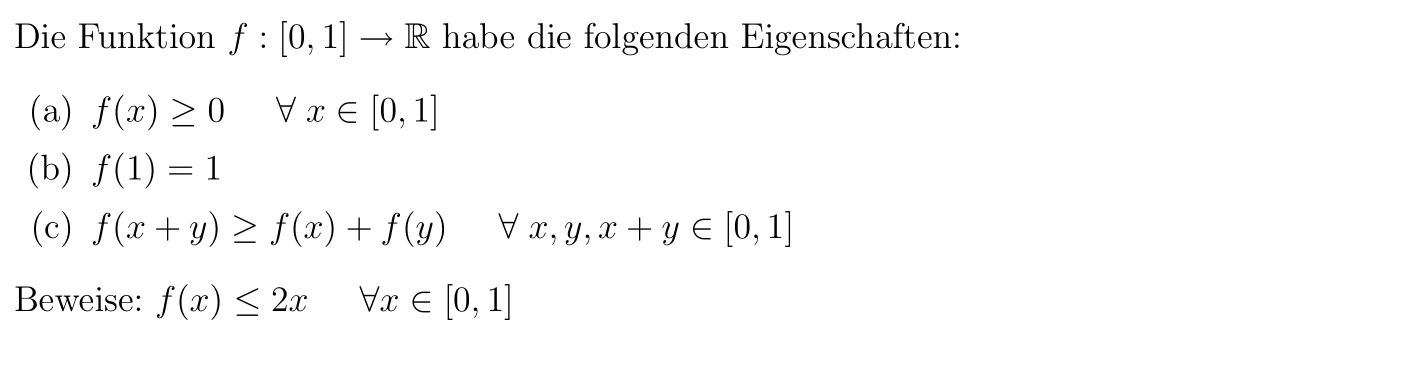 Die Funktion f : [0, 1] → ℝ habe die folgenden Eigenschaften:
(a) f(x) ≥ 0 ∀ x ∈ [0, 1]
(b) f(1) = 1
(c) f(x + y) ≥ f(x) + f(y) ∀ x, y, x + y ∈ [0, 1]
Beweise: f(x) ≤ 2x ∀x ∈ [0, 1]